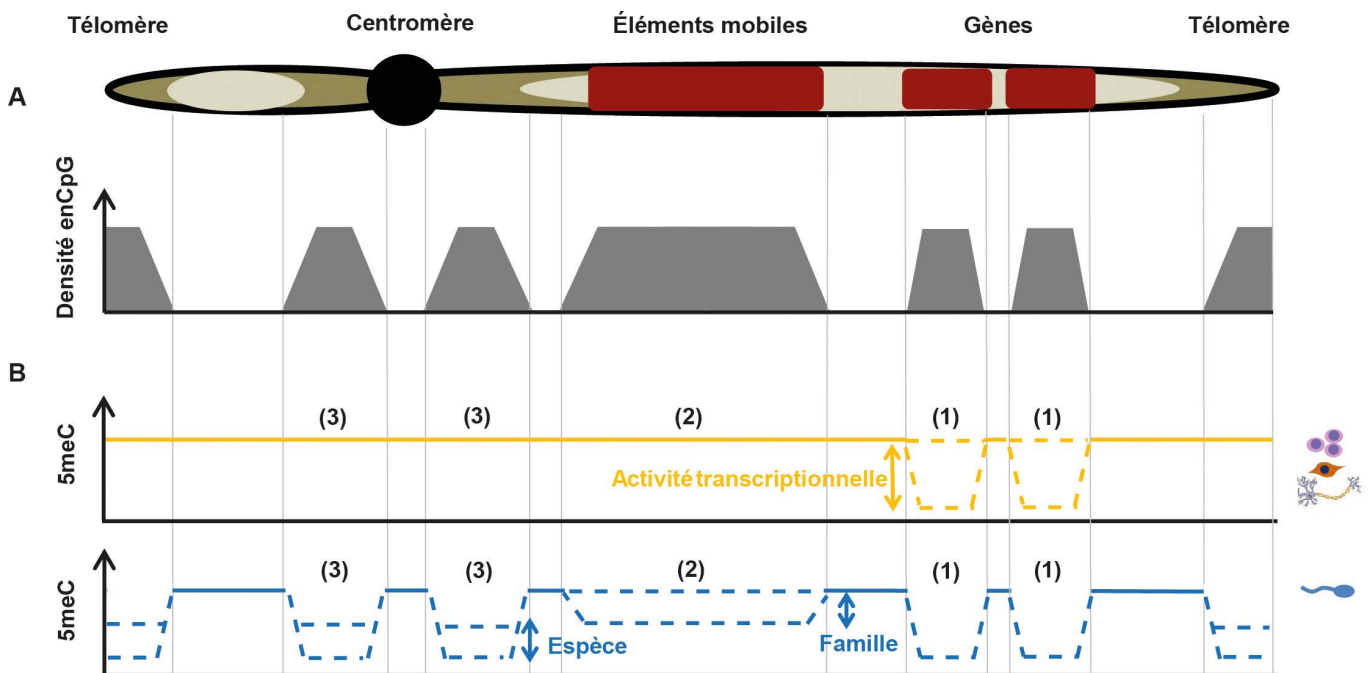 Télomère Centromère Éléments mobiles Gènes Télomère
A
Densité enCpG
B
5meC
(3) (3) (2) (1) (1)
Activité transcriptionnelle
5meC
(3) (3) (2) (1) (1)
Espèce
Famille